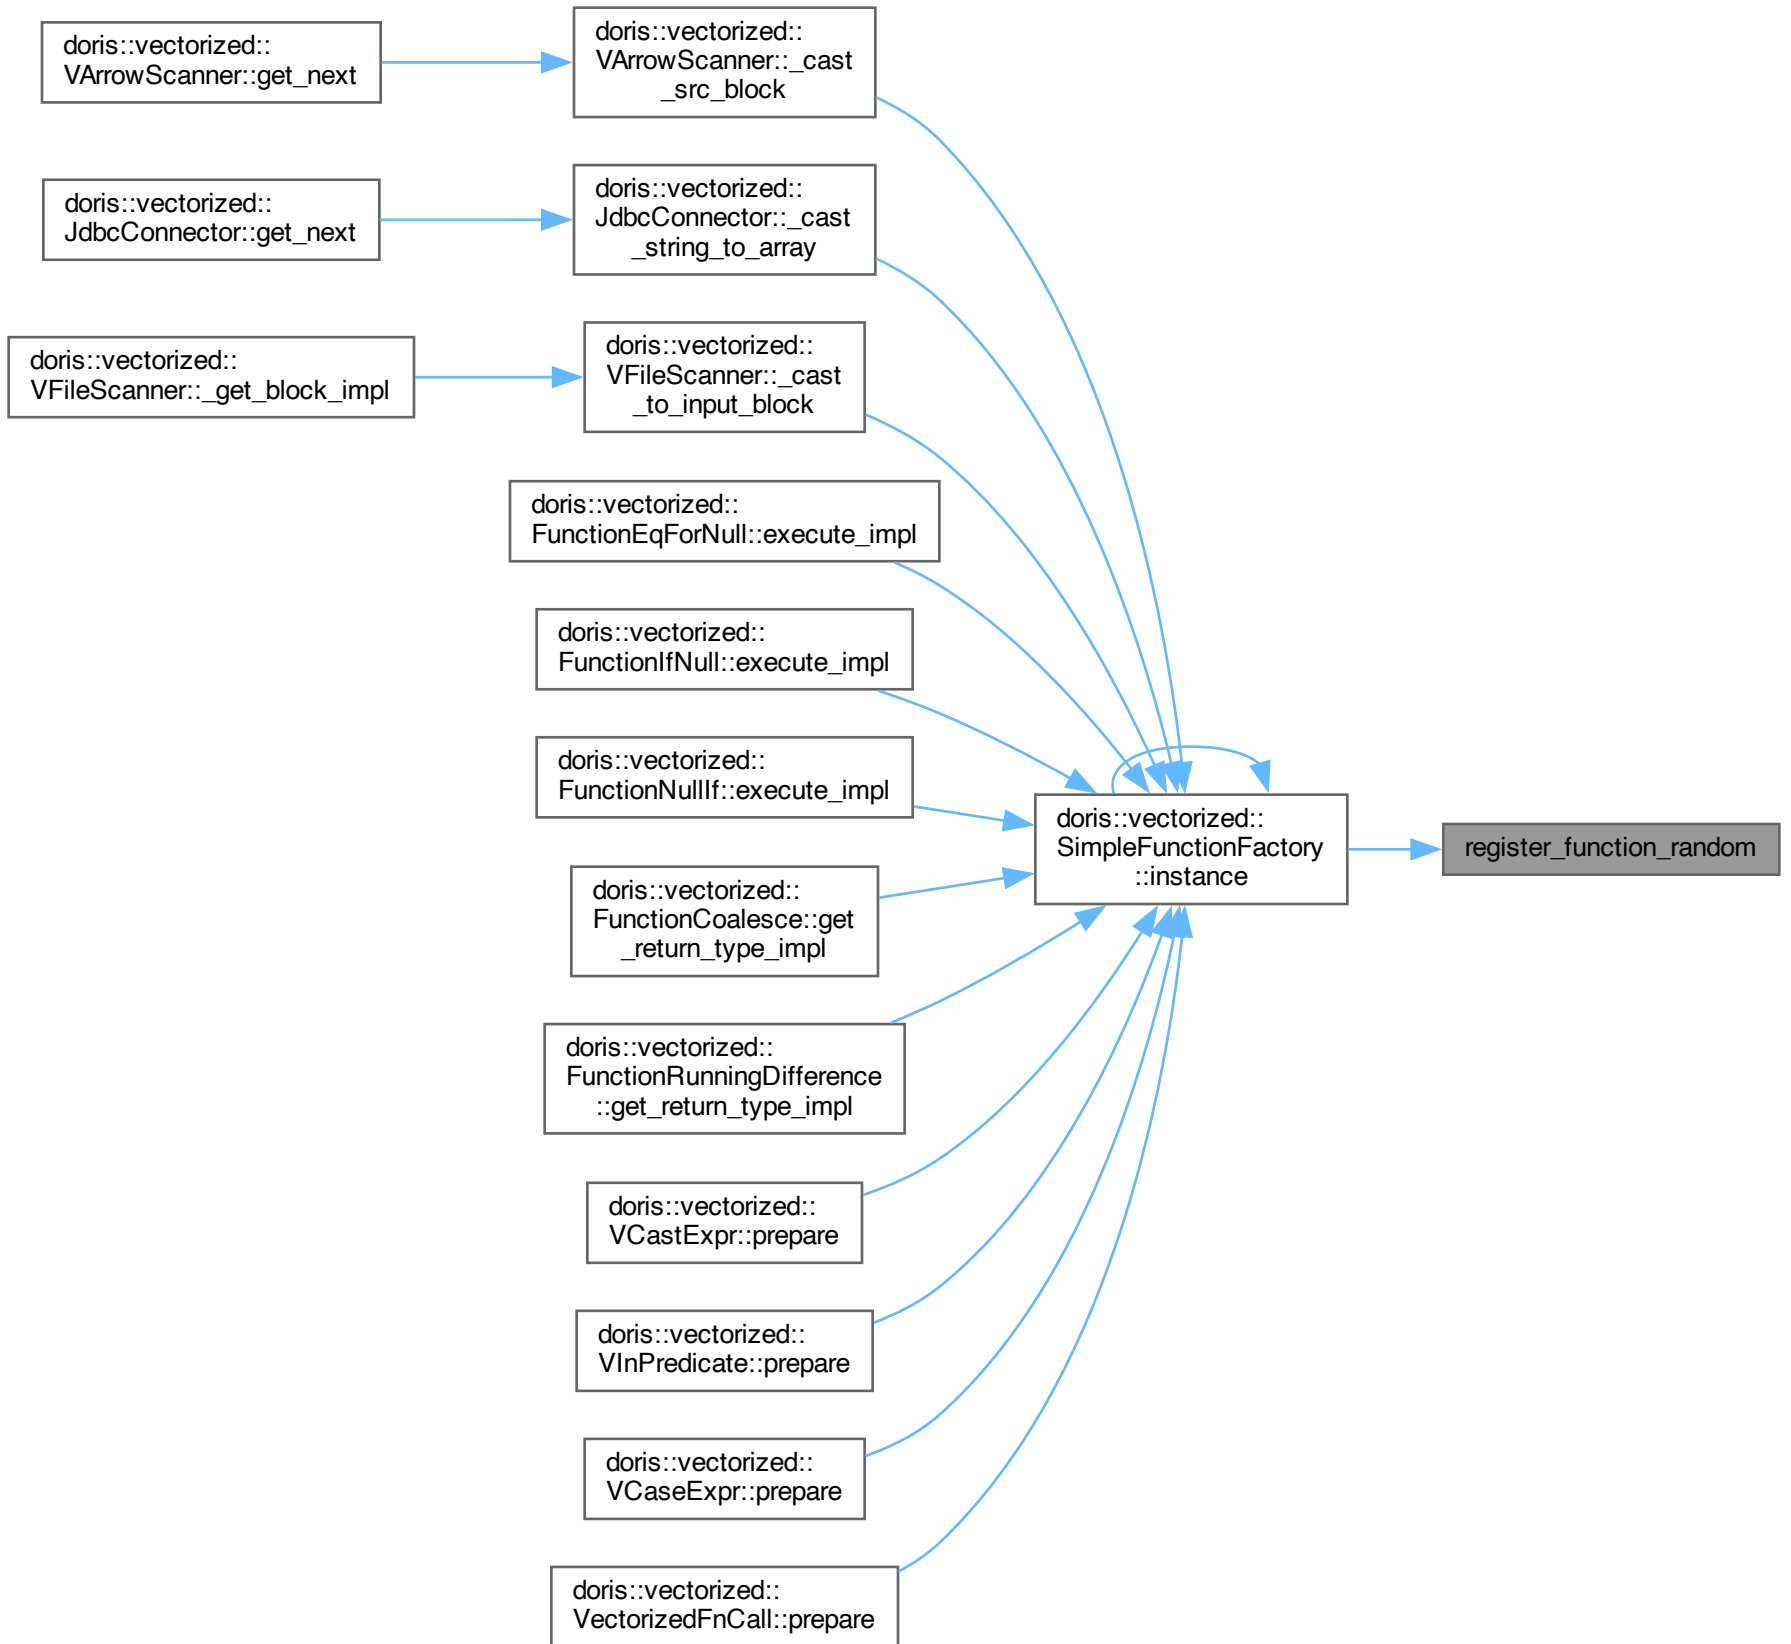 doris::vectorized::
VArrowScanner::get_next
doris::vectorized::
VArrowScanner::_cast
_src_block
doris::vectorized::
JdbcConnector::get_next
doris::vectorized::
JdbcConnector::_cast
_string_to_array
doris::vectorized::
VFileScanner::_get_block_impl
doris::vectorized::
VFileScanner::_cast
_to_input_block
doris::vectorized::
FunctionEqForNull::execute_impl
doris::vectorized::
FunctionIfNull::execute_impl
doris::vectorized::
FunctionNullIf::execute_impl
doris::vectorized::
SimpleFunctionFactory
::instance
register_function_random
doris::vectorized::
FunctionCoalesce::get
_return_type_impl
doris::vectorized::
FunctionRunningDifference
::get_return_type_impl
doris::vectorized::
VCastExpr::prepare
doris::vectorized::
VInPredicate::prepare
doris::vectorized::
VCaseExpr::prepare
doris::vectorized::
VectorizedFnCall::prepare